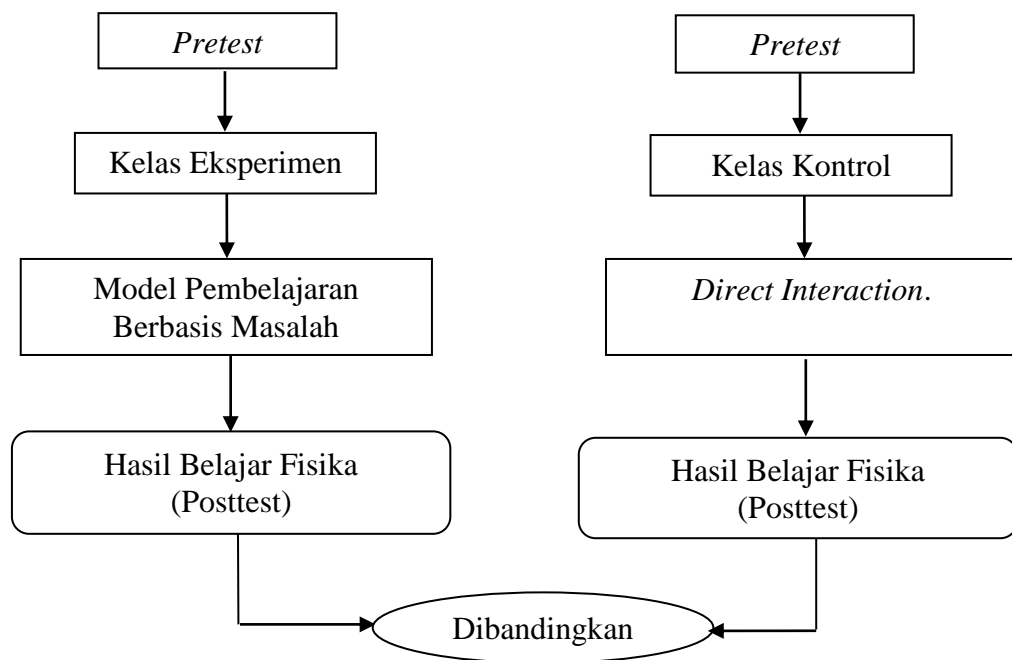 Pretest
Pretest
Kelas Eksperimen
Kelas Kontrol
Model Pembelajaran
Berbasis Masalah
Direct Interaction.
Hasil Belajar Fisika
(Posttest)
Hasil Belajar Fisika
(Posttest)
Dibandingkan